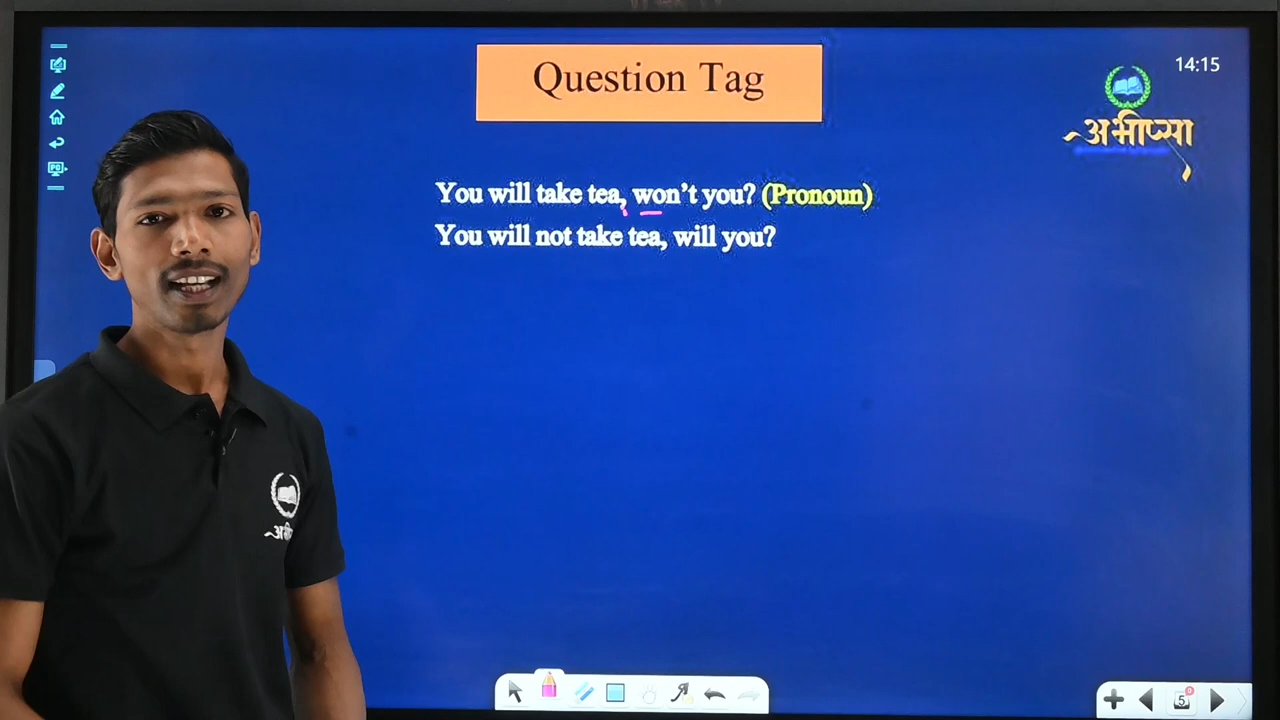 Question Tag
14:15
अभीप्सा
You will take tea, won't you? (Pronoun)
You will not take tea, will you?
5